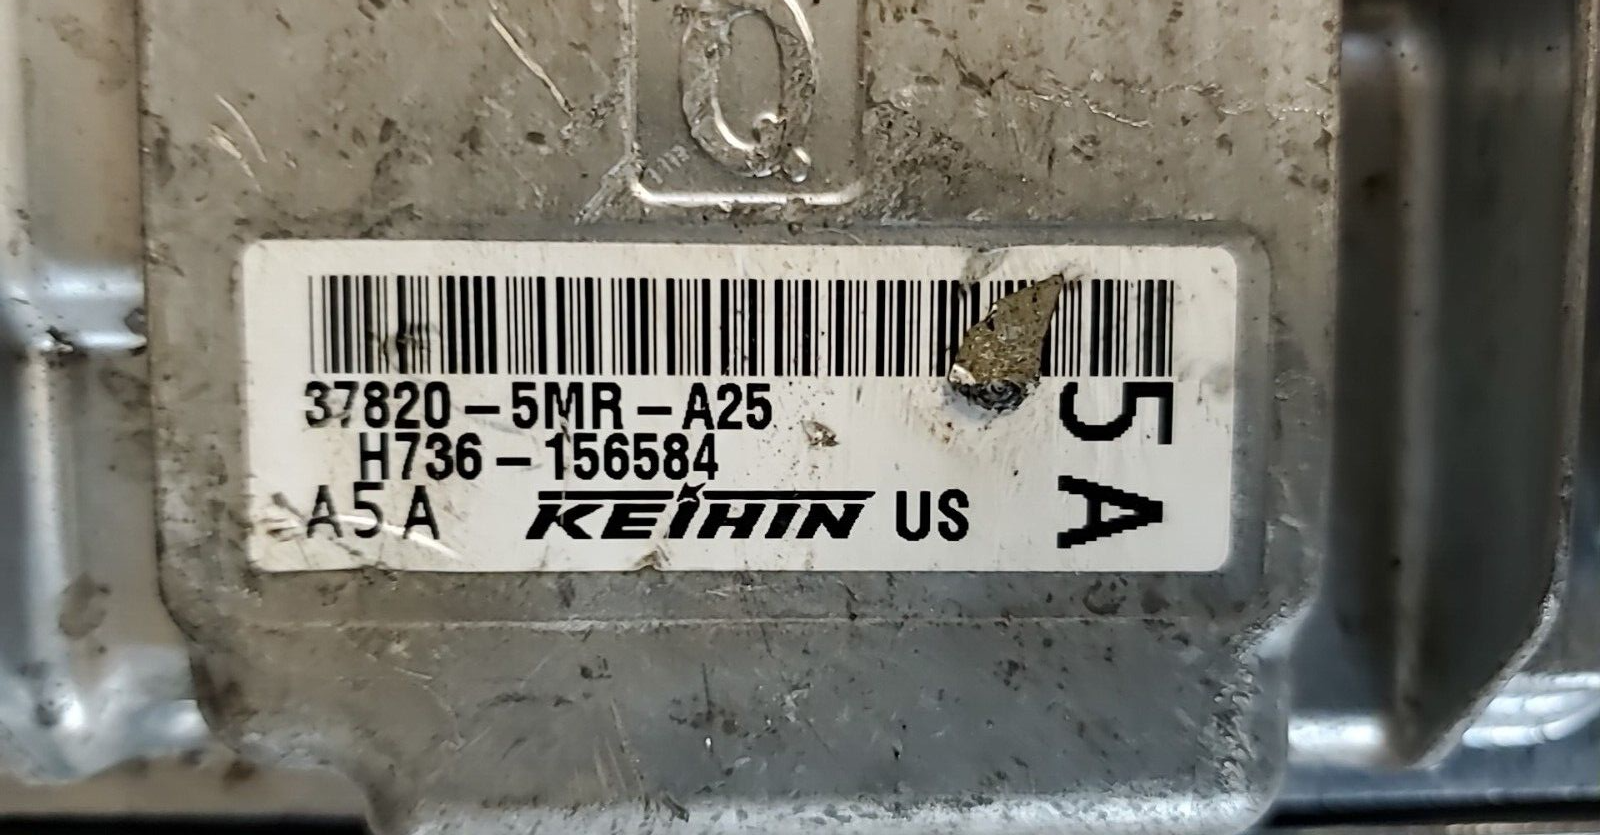 Q
37820-5MR-A25
H736-156584
A5A KEIHIN US
5A